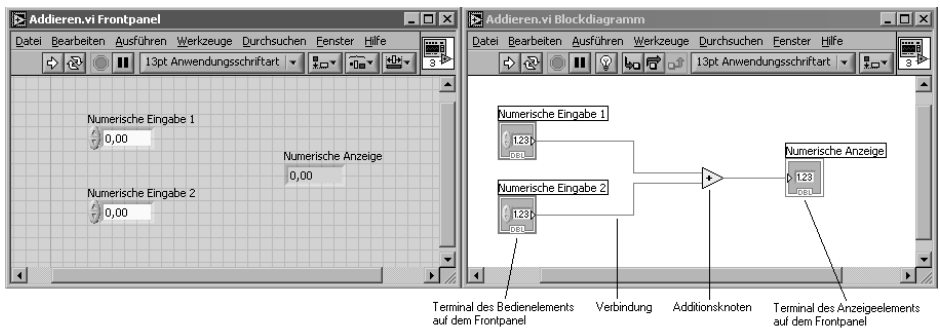 Addieren.vi Frontpanel
Datei Bearbeiten Ausführen Werkzeuge Durchsuchen Fenster Hilfe
13pt Anwendungsschriftart
3
Numerische Eingabe 1
0,00
Numerische Anzeige
0,00
Numerische Eingabe 2
0,00
Addieren.vi Blockdiagramm
Datei Bearbeiten Ausführen Werkzeuge Durchsuchen Fenster Hilfe
13pt Anwendungsschriftart
3
Numerische Eingabe 1
1.23
DBL
Numerische Anzeige
1.23
DBL
Numerische Eingabe 2
1.23
DBL
Terminal des Bedienelements
auf dem Frontpanel
Verbindung
Additionsknoten
Terminal des Anzeigeelements
auf dem Frontpanel